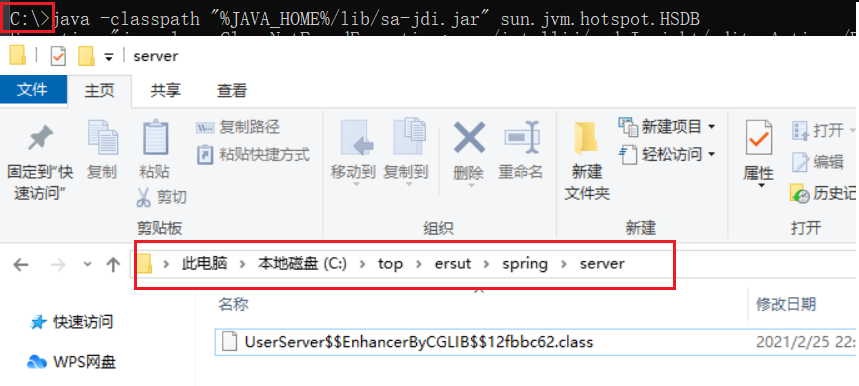 C:\>java -classpath "%JAVA_HOME%/lib/sa-jdi.jar" sun.jvm.hotspot.HSDB
server
文件 主页 共享 查看
固定到"快速访问"
复制
粘贴
复制路径
粘贴快捷方式
剪切
剪贴板
移动到 复制到 删除 重命名
组织
新建文件夹
新建项目
轻松访问
新建
属性
打开
编辑
历史记
打开
此电脑 › 本地磁盘 (C:) › top › ersut › spring › server
名称 修改日期
快速访问
UserServer$$EnhancerByCGLIB$$12fbbc62.class 2021/2/25 22:
WPS网盘